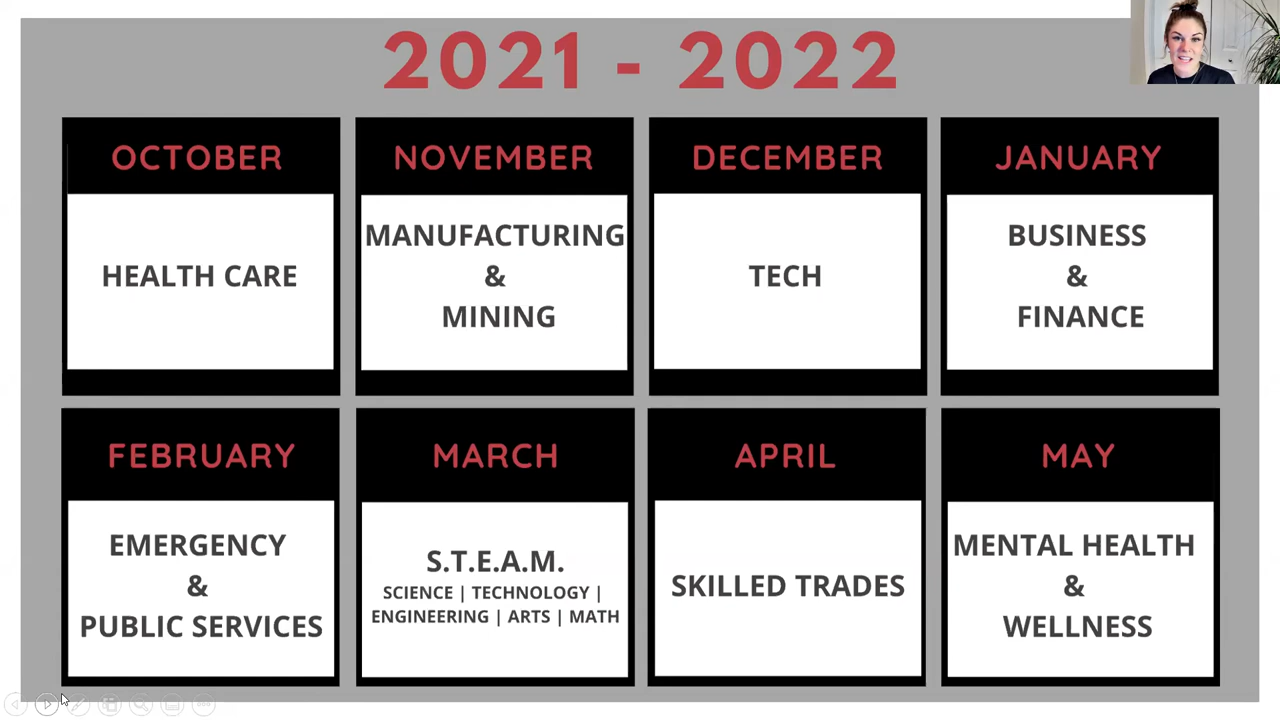 2021 - 2022
OCTOBER
HEALTH CARE
NOVEMBER
MANUFACTURING
&
MINING
DECEMBER
TECH
JANUARY
BUSINESS
&
FINANCE
FEBRUARY
EMERGENCY
&
PUBLIC SERVICES
MARCH
S.T.E.A.M.
SCIENCE | TECHNOLOGY |
ENGINEERING | ARTS | MATH
APRIL
SKILLED TRADES
MAY
MENTAL HEALTH
&
WELLNESS